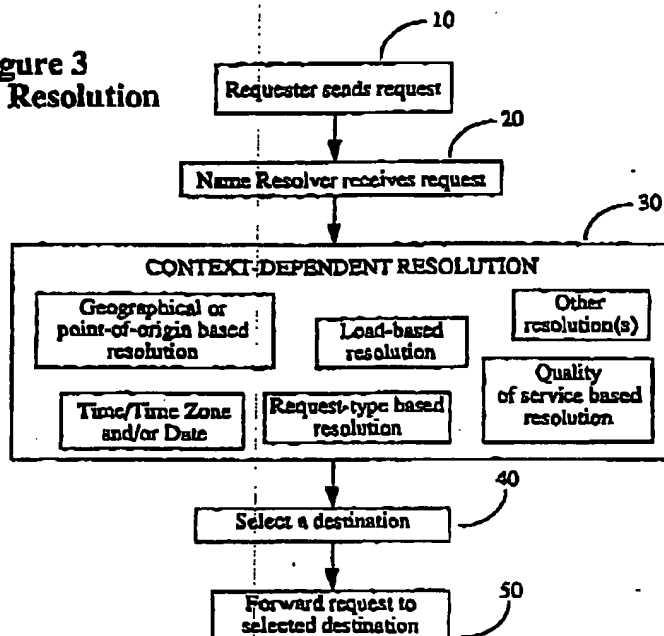 10
gure 3
Resolution
Requester sends request
20
Name Resolver receives request
30
CONTEXT-DEPENDENT RESOLUTION
Geographical or
point-of-origin based
resolution
Load-based
resolution
Other
resolution(s)
Time/Time Zone
and/or Date
Request-type based
resolution
Quality
of service based
resolution
40
Select a destination
50
Forward request to
selected destination